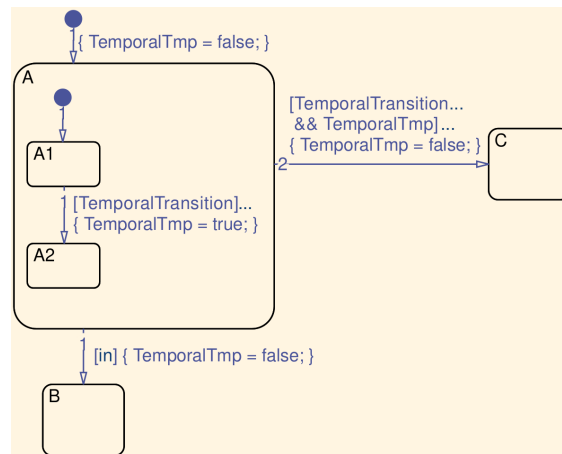 1
{ TemporalTmp = false; }
A
1
A1
1
[TemporalTransition]...
{ TemporalTmp = true; }
A2
[TemporalTransition...
&& TemporalTmp]...
{ TemporalTmp = false; }
2
C
1
[in] { TemporalTmp = false; }
B